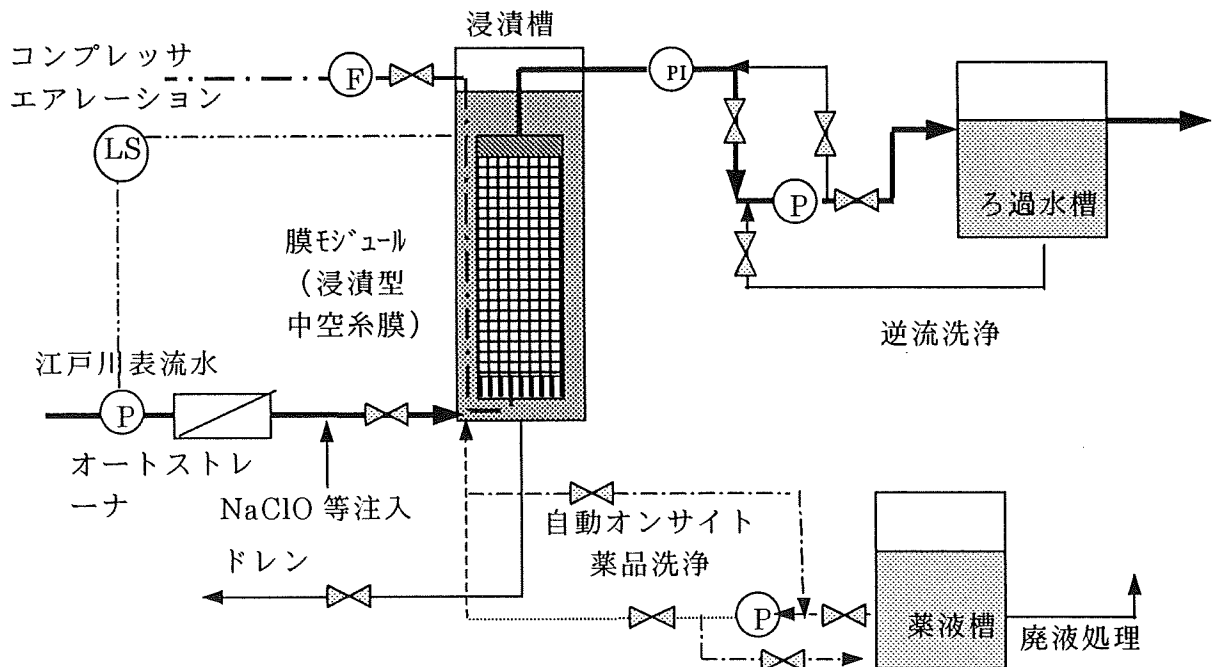 浸漬槽
コンプレッサ
エアレーション
F
PI
LS
P
ろ過水槽
膜モジュール
（浸漬型
中空糸膜）
逆流洗浄
江戸川表流水
P
オートストレ
ーナ
NaClO 等注入
自動オンサイト
薬品洗浄
ドレン
P
薬液槽
廃液処理